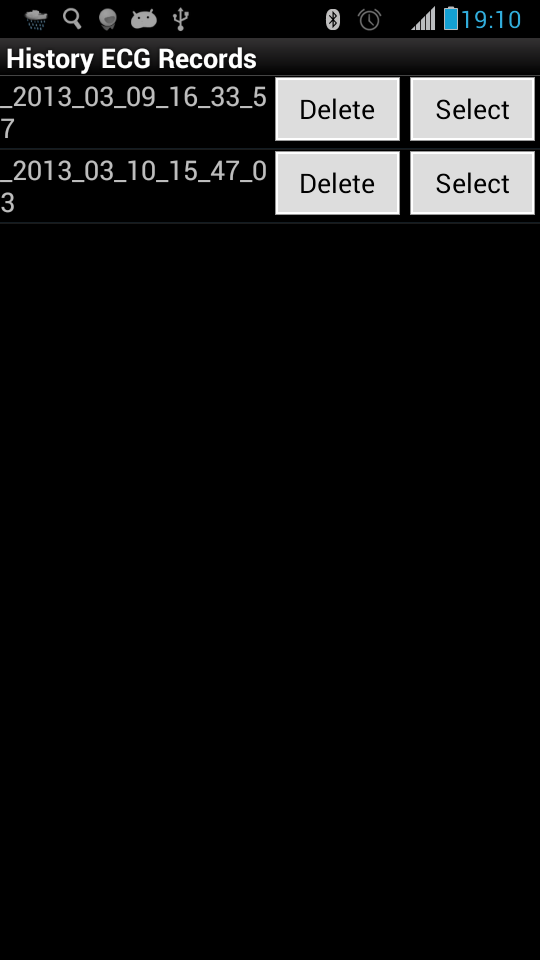 19:10
History ECG Records
_2013_03_09_16_33_5
7
Delete
Select
_2013_03_10_15_47_0
3
Delete
Select